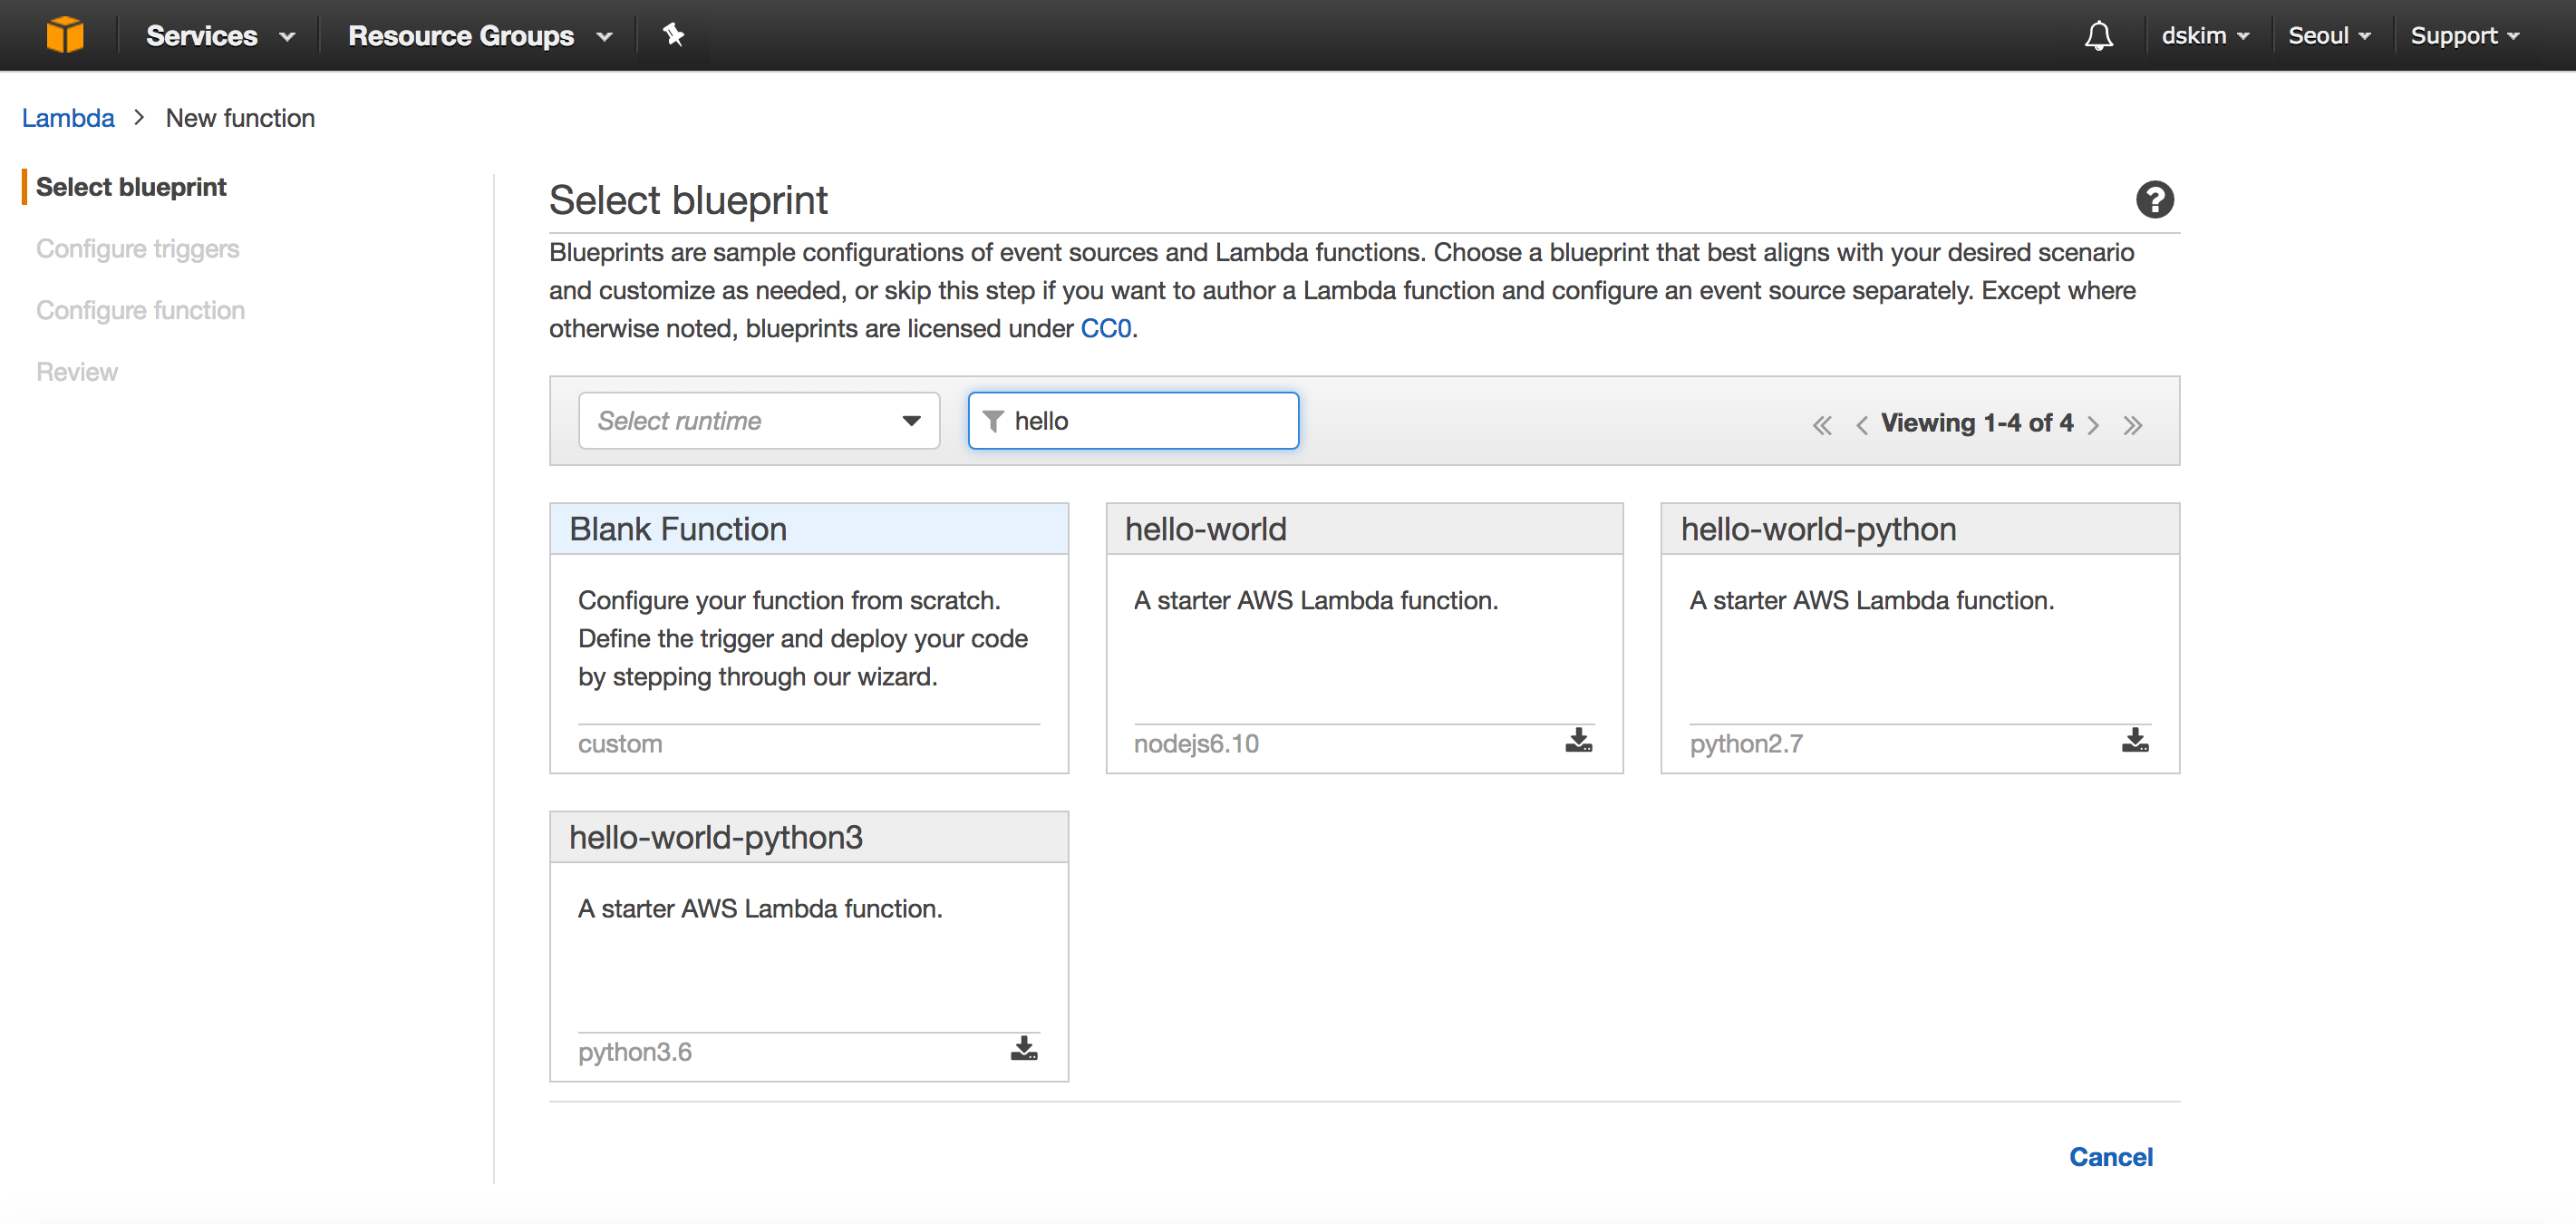 Services
Resource Groups
dskim
Seoul
Support
Lambda > New function
Select blueprint
Configure triggers
Configure function
Review
Select blueprint
Blueprints are sample configurations of event sources and Lambda functions. Choose a blueprint that best aligns with your desired scenario
and customize as needed, or skip this step if you want to author a Lambda function and configure an event source separately. Except where
otherwise noted, blueprints are licensed under CC0.
Select runtime
hello
« < Viewing 1-4 of 4 > »
Blank Function
Configure your function from scratch.
Define the trigger and deploy your code
by stepping through our wizard.
custom
hello-world
A starter AWS Lambda function.
nodejs6.10
hello-world-python
A starter AWS Lambda function.
python2.7
hello-world-python3
A starter AWS Lambda function.
python3.6
Cancel